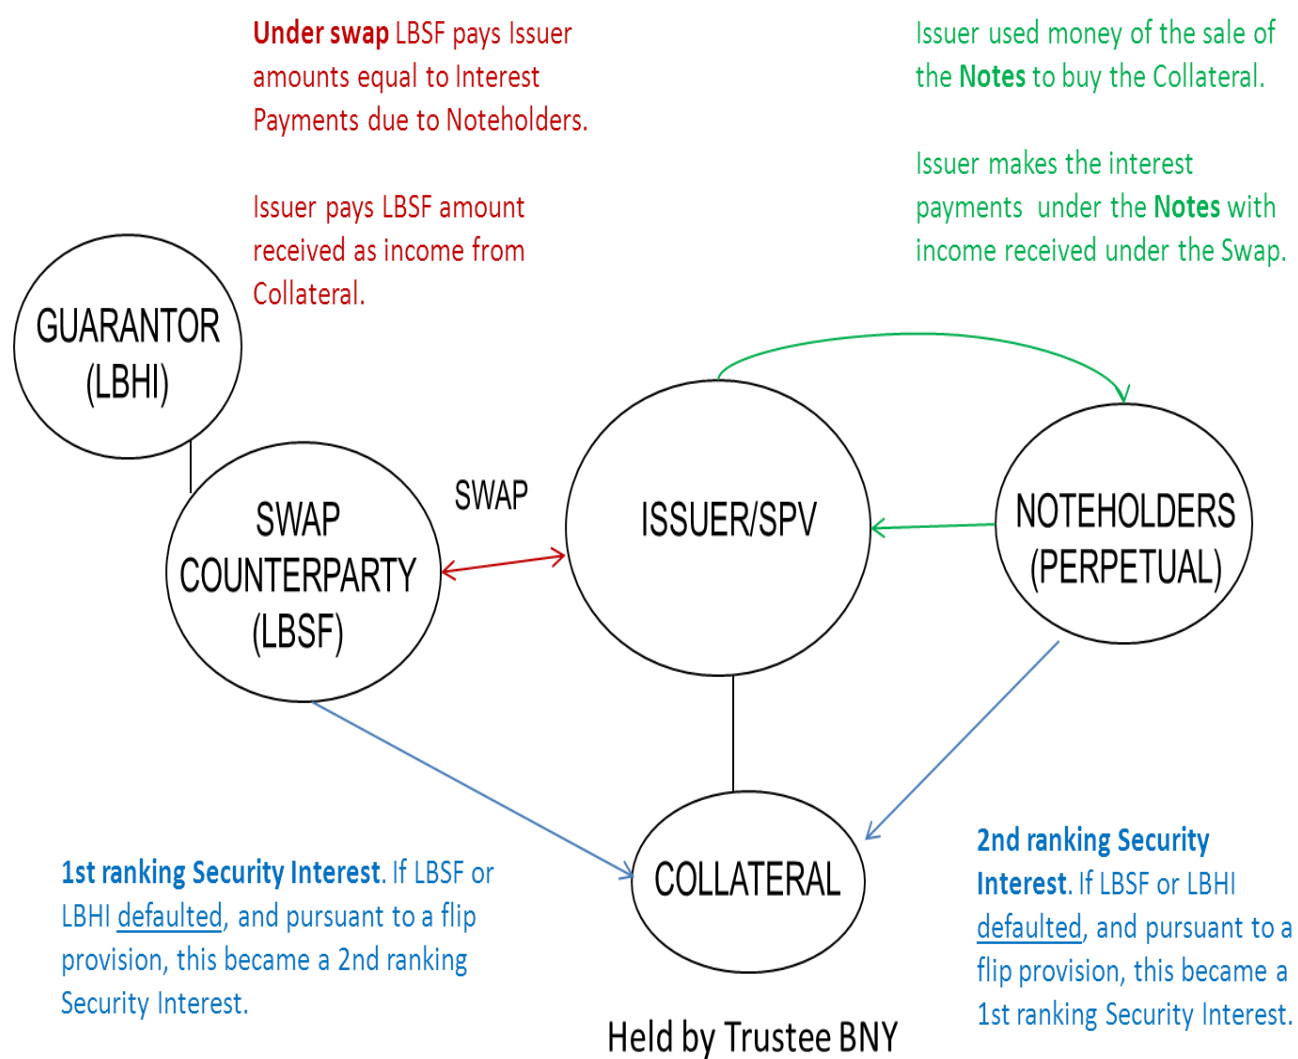 Under swap LBSF pays Issuer
amounts equal to Interest
Payments due to Noteholders.
Issuer pays LBSF amount
received as income from
Collateral.
Issuer used money of the sale of
the Notes to buy the Collateral.
Issuer makes the interest
payments under the Notes with
income received under the Swap.
GUARANTOR
(LBHI)
SWAP
COUNTERPARTY
(LBSF)
SWAP
ISSUER/SPV
NOTEHOLDERS
(PERPETUAL)
1st ranking Security Interest. If LBSF or
LBHI defaulted, and pursuant to a flip
provision, this became a 2nd ranking
Security Interest.
COLLATERAL
2nd ranking Security
Interest. If LBSF or LBHI
defaulted, and pursuant to a
flip provision, this became a
1st ranking Security Interest.
Held by Trustee BNY